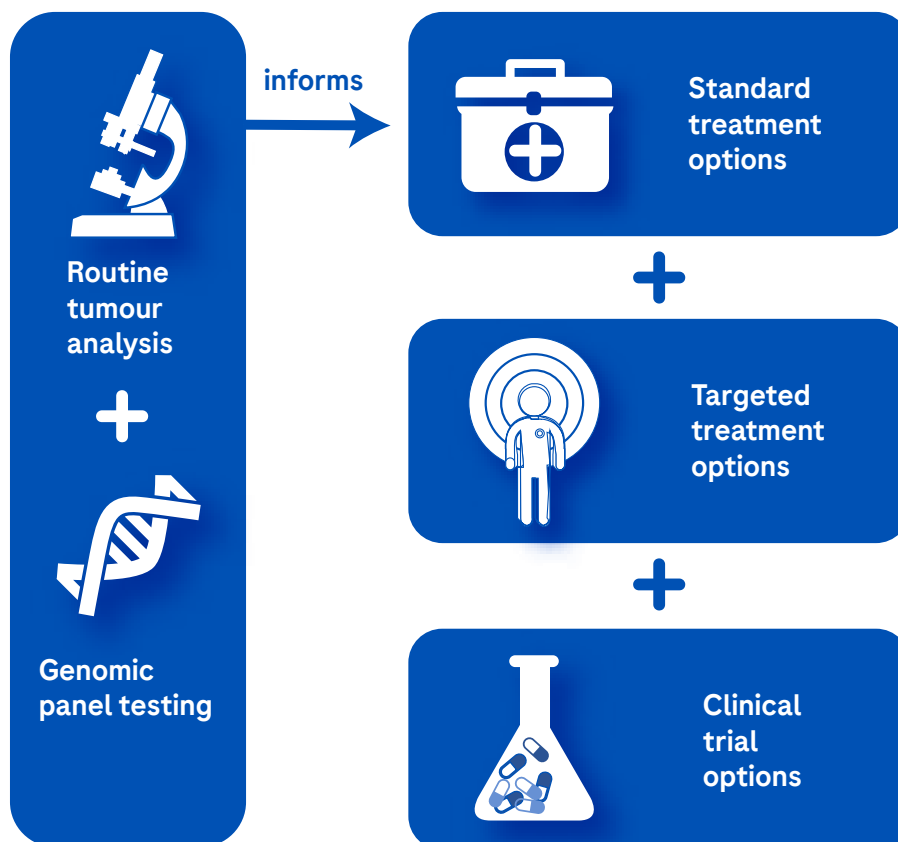 Routine
tumour
analysis
Genomic
panel testing
informs
Standard
treatment
options
Targeted
treatment
options
Clinical
trial
options